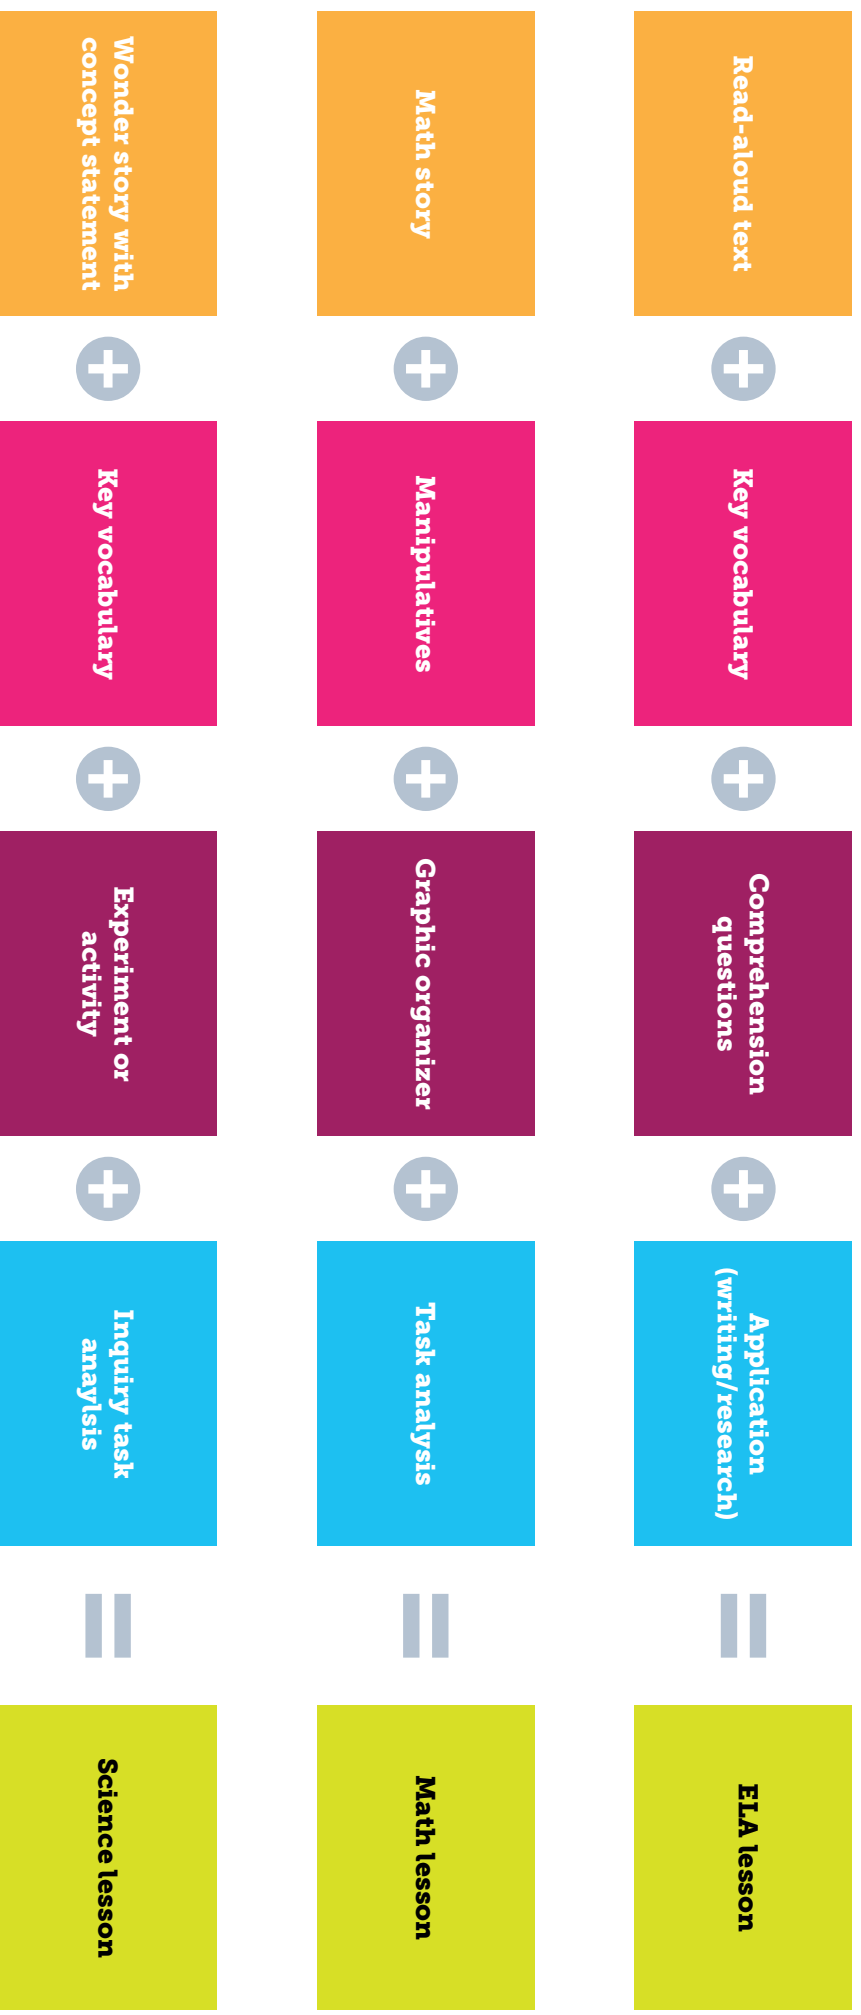 Read-aloud text
Key vocabulary
Comprehension
questions
Application
(writing/research)
ELA lesson
Math story
Manipulatives
Graphic organizer
Task analysis
Math lesson
Wonder story with
concept statement
Key vocabulary
Experiment or
activity
Inquiry task
anaylsis
Science lesson